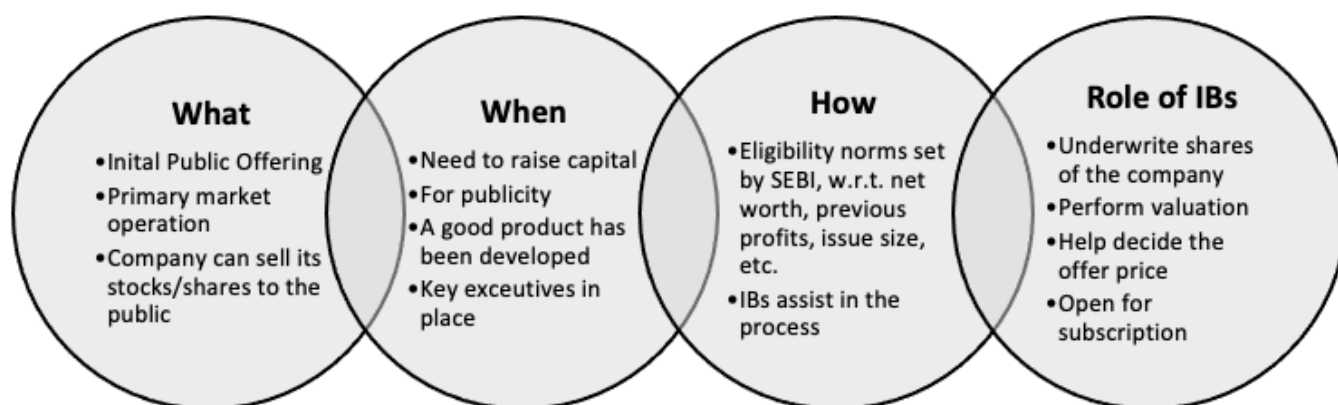 What
•Inital Public Offering
•Primary market
operation
•Company can sell its
stocks/shares to the
public
When
•Need to raise capital
•For publicity
•A good product has
been developed
•Key exceutives in
place
How
•Eligibility norms set
by SEBI, w.r.t. net
worth, previous
profits, issue size,
etc.
•IBs assist in the
process
Role of IBs
•Underwrite shares
of the company
•Perform valuation
•Help decide the
offer price
•Open for
subscription